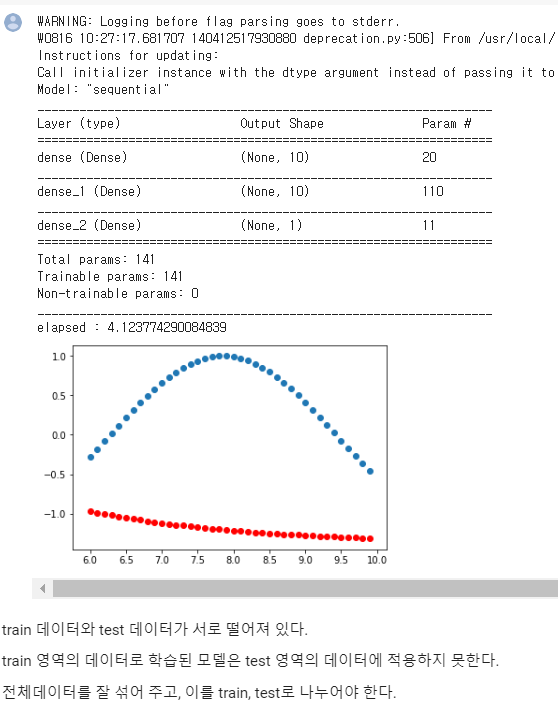 WARNING: Logging before flag parsing goes to stderr.
W0816 10:27:17.681707 140412517930880 deprecation.py:506] From /usr/local/
Instructions for updating:
Call initializer instance with the dtype argument instead of passing it to
Model: "sequential"
_________________________________________________________________
Layer (type) Output Shape Param #
=================================================================
dense (Dense) (None, 10) 20
_________________________________________________________________
dense_1 (Dense) (None, 10) 110
_________________________________________________________________
dense_2 (Dense) (None, 1) 11
=================================================================
Total params: 141
Trainable params: 141
Non-trainable params: 0
_________________________________________________________________
elapsed : 4.123774290084839
1.0
0.5
0.0
−0.5
−1.0
6.0 6.5 7.0 7.5 8.0 8.5 9.0 9.5 10.0
train 데이터와 test 데이터가 서로 떨어져 있다.
train 영역의 데이터로 학습된 모델은 test 영역의 데이터에 적용하지 못한다.
전체데이터를 잘 섞어 주고, 이를 train, test로 나누어야 한다.